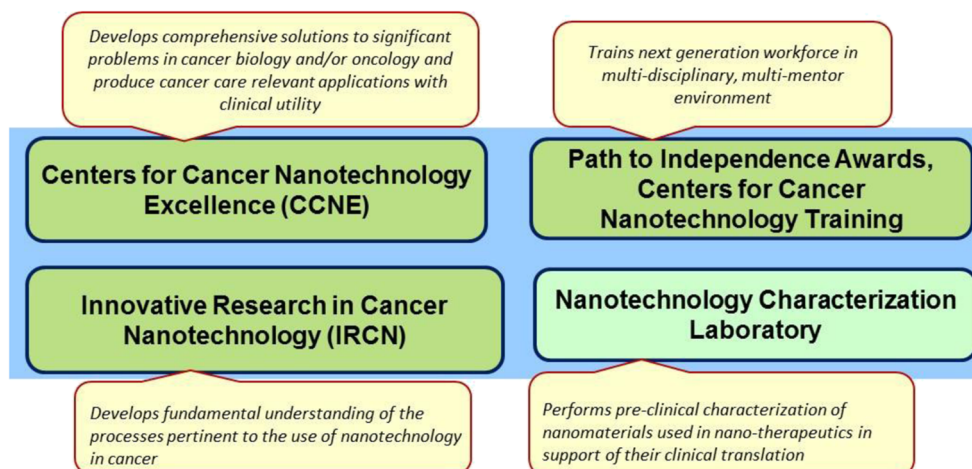 Develops comprehensive solutions to significant
problems in cancer biology and/or oncology and
produce cancer care relevant applications with
clinical utility
Trains next generation workforce in
multi-disciplinary, multi-mentor
environment
Centers for Cancer Nanotechnology
Excellence (CCNE)
Path to Independence Awards,
Centers for Cancer
Nanotechnology Training
Innovative Research in Cancer
Nanotechnology (IRCN)
Nanotechnology Characterization
Laboratory
Develops fundamental understanding of the
processes pertinent to the use of nanotechnology
in cancer
Performs pre-clinical characterization of
nanomaterials used in nano-therapeutics in
support of their clinical translation